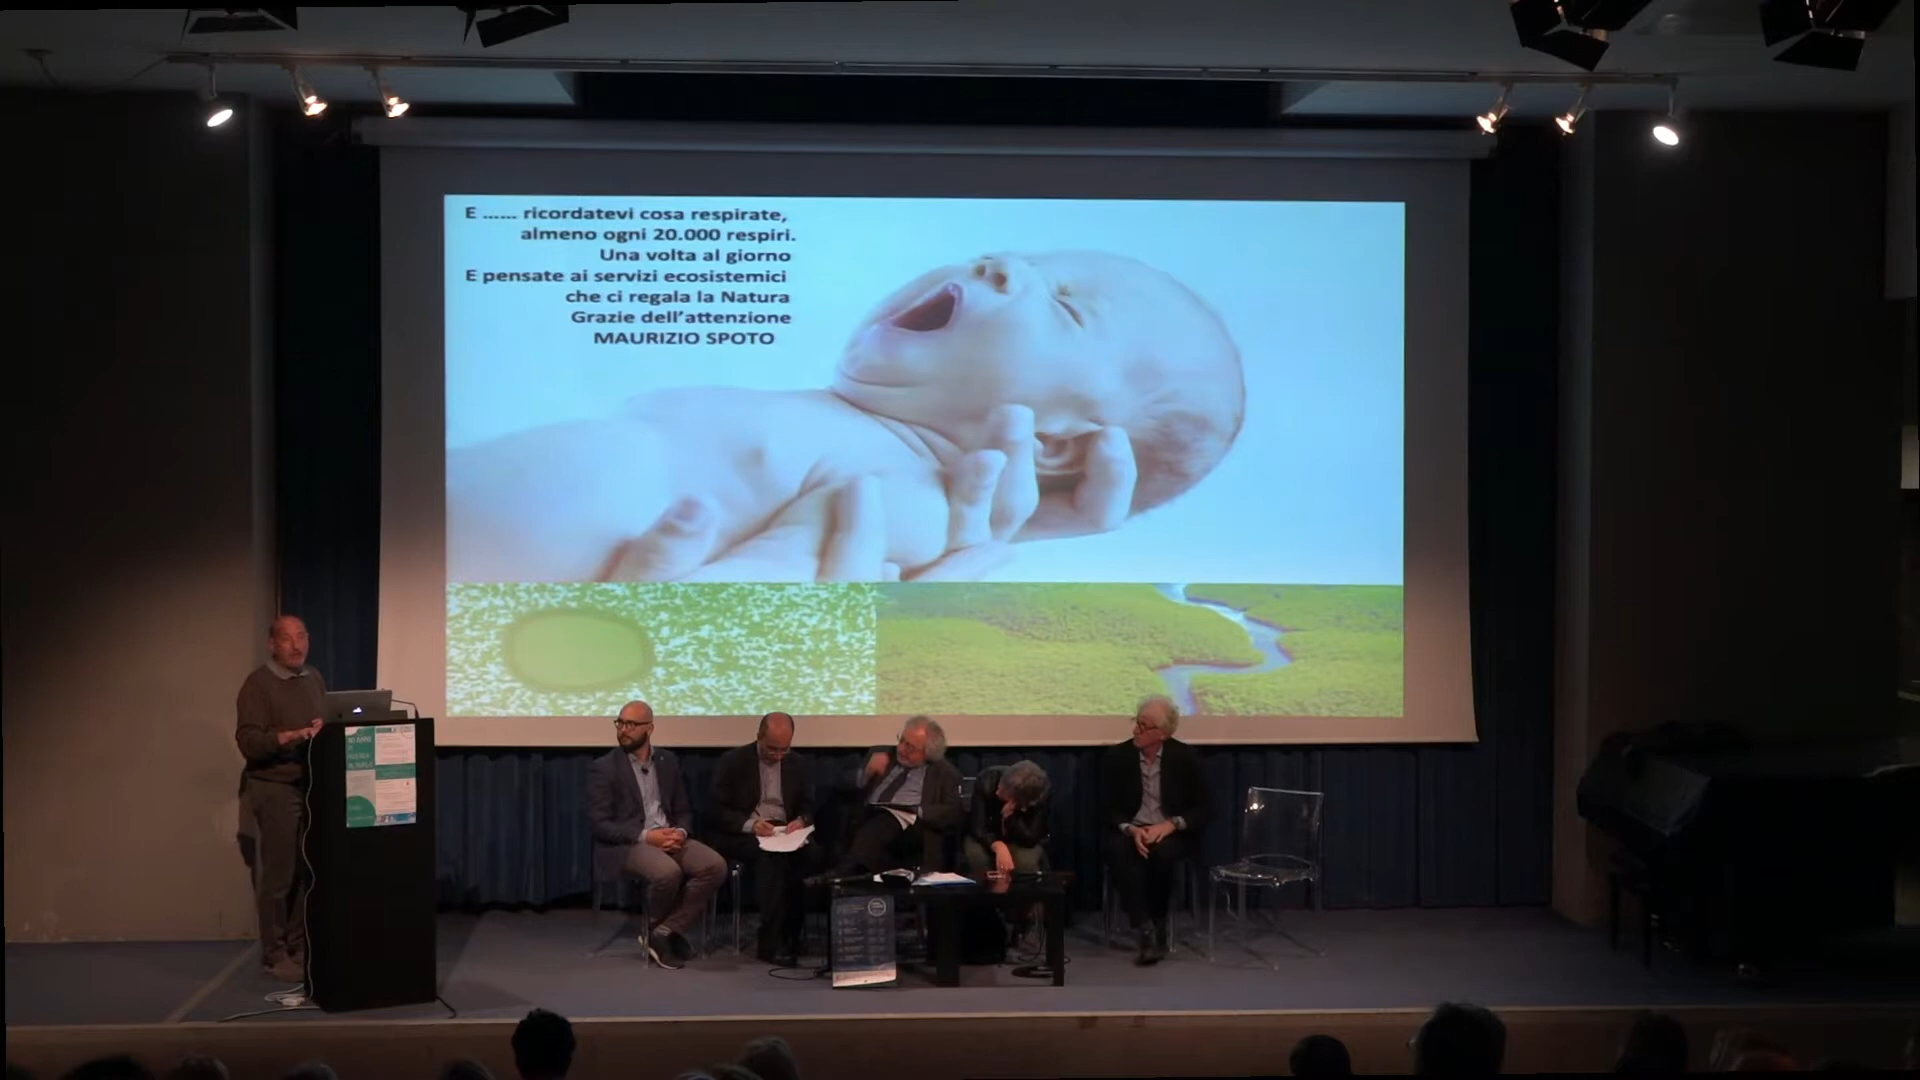 E ...... ricordatevi cosa respirate,
almeno ogni 20.000 respiri.
Una volta al giorno
E pensate ai servizi ecosistemici
che ci regala la Natura
Grazie dell'attenzione
MAURIZIO SPOTO